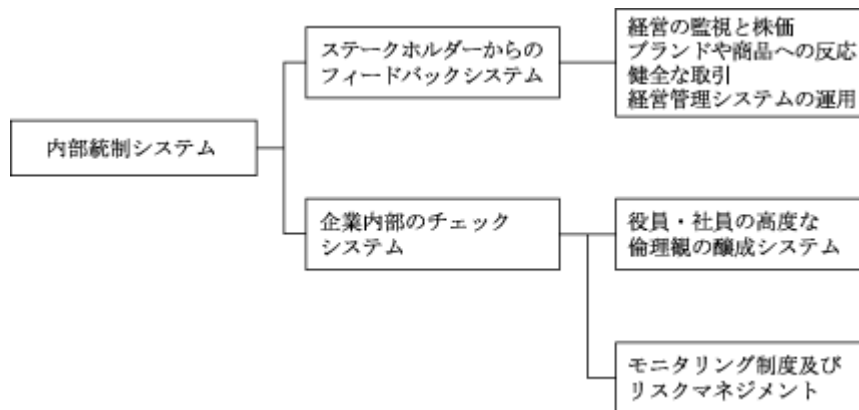 ステークホルダーからの
フィードバックシステム
経営の監視と株価
ブランドや商品への反応
健全な取引
経営管理システムの運用
内部統制システム
企業内部のチェック
システム
役員・社員の高度な
倫理観の醸成システム
モニタリング制度及び
リスクマネジメント